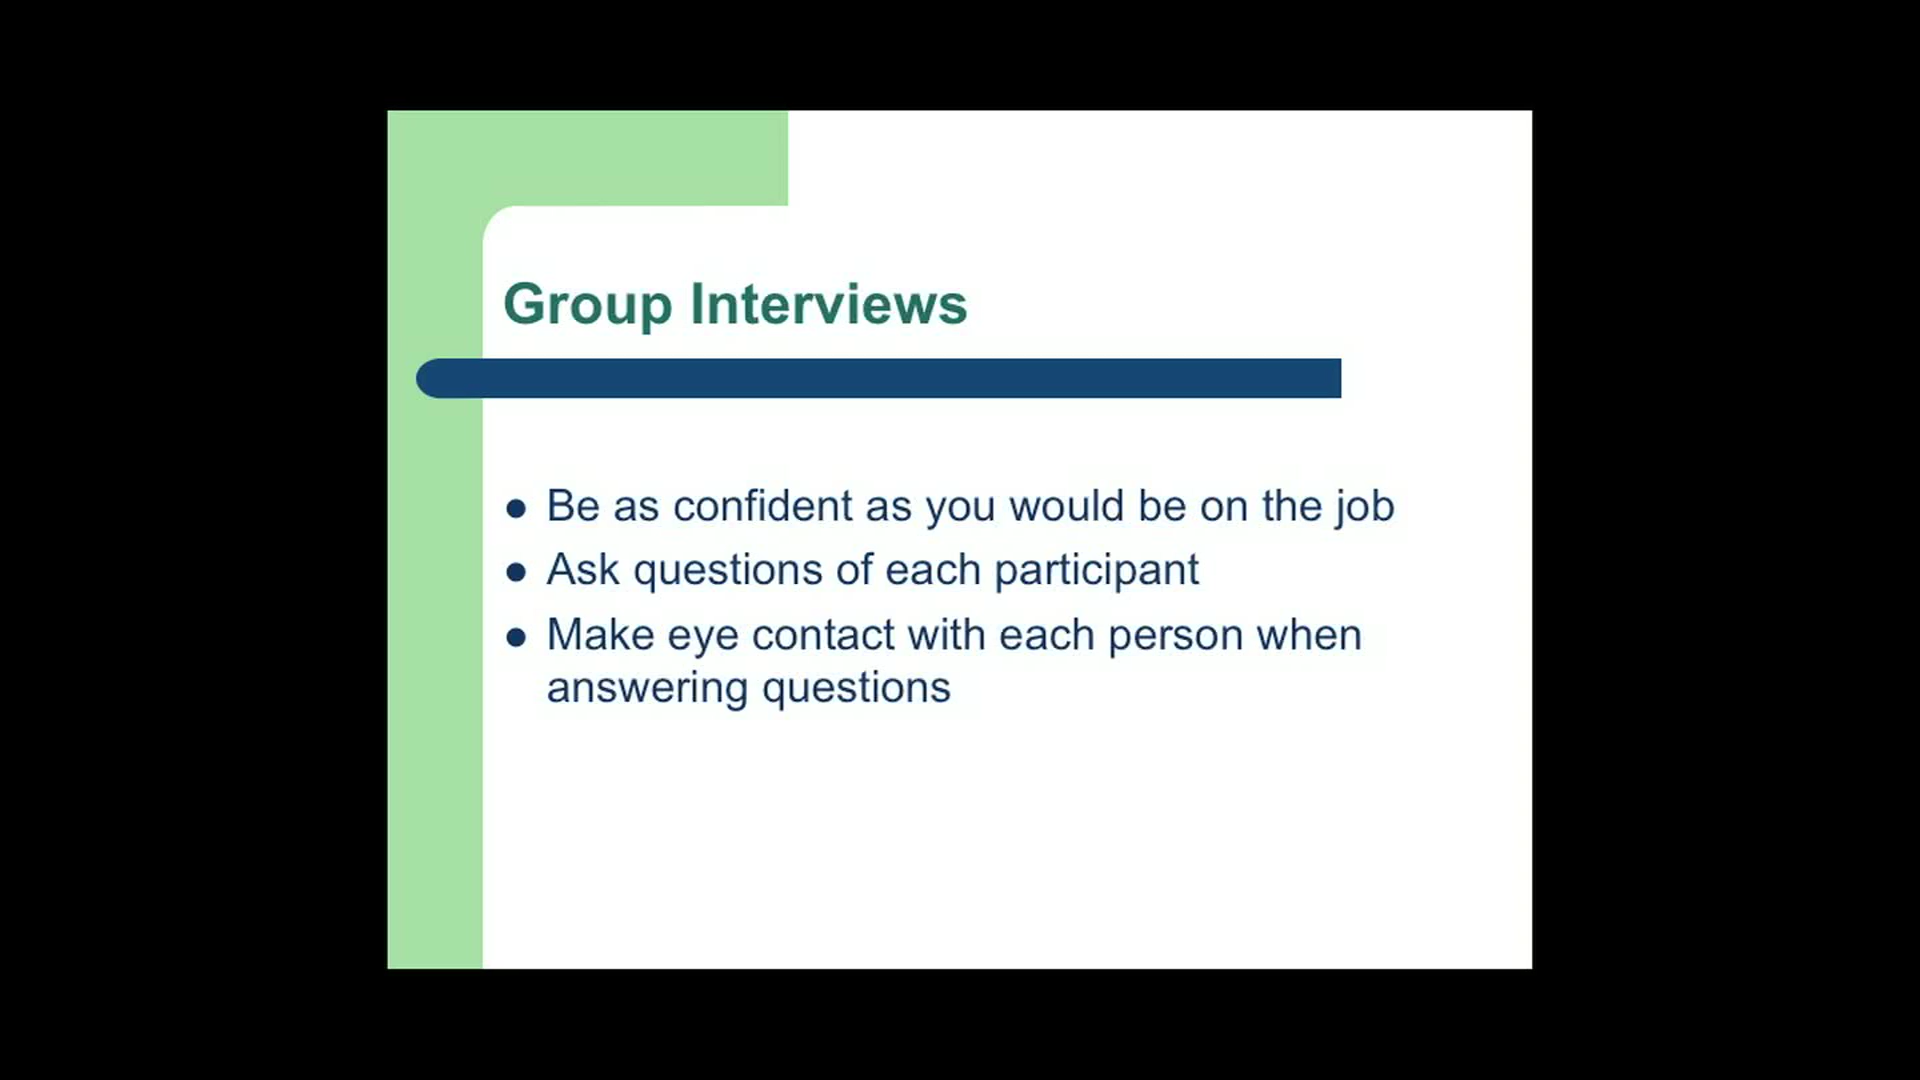 Group Interviews
● Be as confident as you would be on the job
● Ask questions of each participant
● Make eye contact with each person when
answering questions